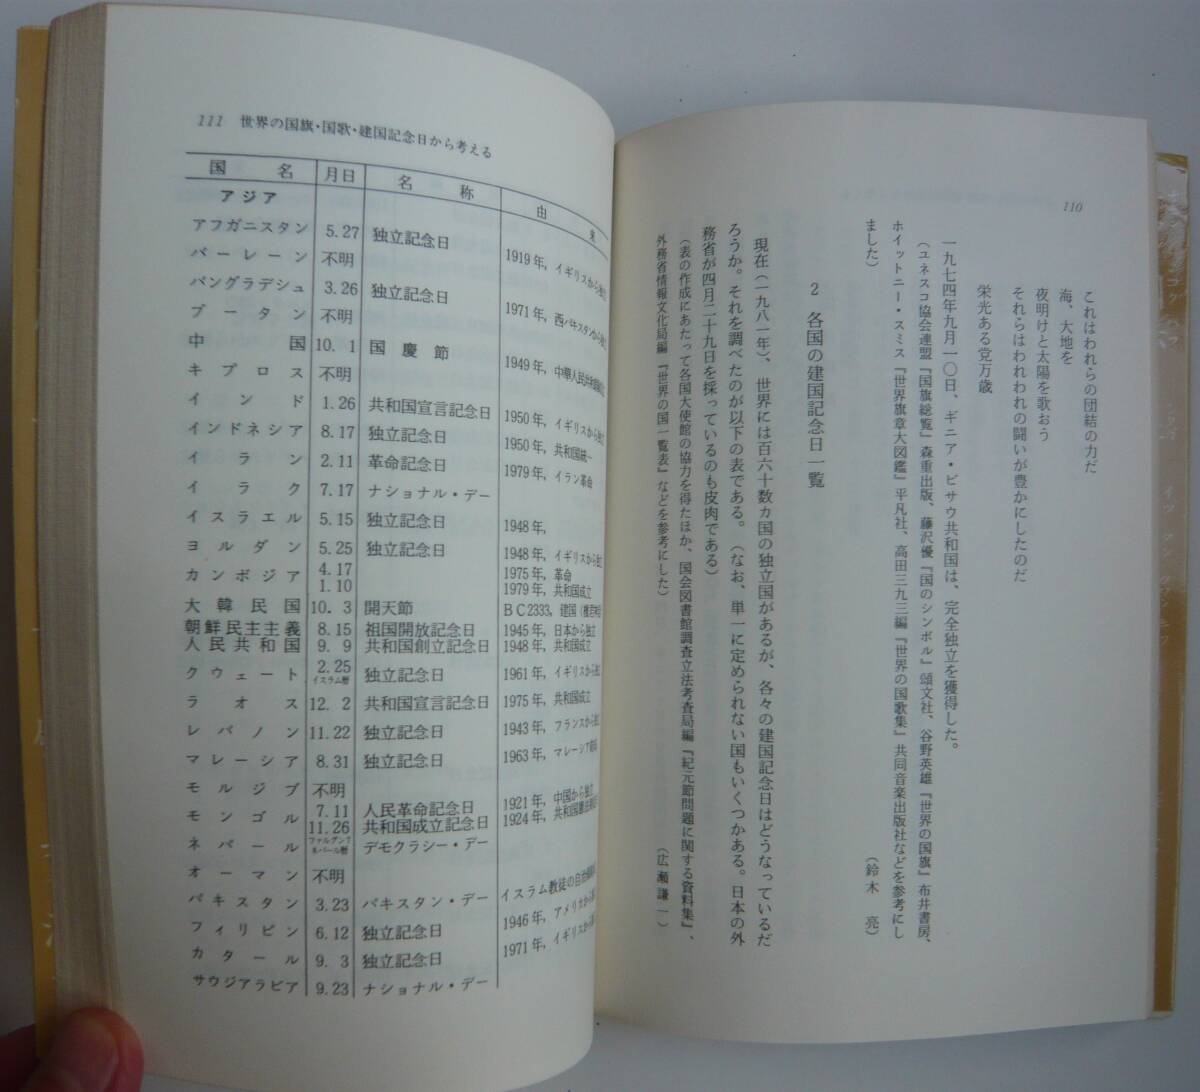 110
これはわれらの団結の力だ
海、大地を
夜明けと太陽を歌おう
それらはわれわれの闘いが豊かにしたのだ
栄光ある党万歳
一九七四年九月一〇日、ギニア・ビサウ共和国は、完全独立を獲得した。
（ユネスコ協会連盟『国旗総覧』森重出版、藤沢優『国のシンボル』頌文社、谷野英雄『世界の国旗』布井書房、
ホイットニー・スミス『世界旗章大図鑑』平凡社、高田三九三編『世界の国歌集』共同音楽出版社などを参考にし
ました）
（鈴木　亮）
2　各国の建国記念日一覧
現在（一九八一年）、世界には百六十数カ国の独立国があるが、各々の建国記念日はどうなっているだ
ろうか。それを調べたのが以下の表である。（なお、単一に定められない国もいくつかある。日本の外
務省が四月二十九日を採っているのも皮肉である）
（表の作成にあたって各国大使館の協力を得たほか、国会図書館調査立法考査局編『紀元節問題に関する資料集』、
外務省情報文化局編『世界の国一覧表』などを参考にした）
（広瀬謙一）
111　世界の国旗・国歌・建国記念日から考える
国　名　月日　名　称　由　来
アジア
アフガニスタン　5.27　独立記念日　1919年，イギリスから独立
バーレーン　不明
バングラデシュ　3.26　独立記念日　1971年，西パキスタンから
ブータン　不明
中国　10.1　国慶節　1949年，中華人民共和国
キプロス　不明
インド　1.26　共和国宣言記念日　1950年，イギリスから独立
インドネシア　8.17　独立記念日　1950年，共和国統一
イラン　2.11　革命記念日　1979年，イラン革命
イラク　7.17　ナショナル・デー
イスラエル　5.15　独立記念日　1948年，
ヨルダン　5.25　独立記念日　1948年，イギリスから独立
カンボジア　4.17　1975年，革命
1.10　1979年，共和国成立
大韓民国　10.3　開天節　BC2333，建国
朝鮮民主主義　8.15　祖国開放記念日　1945年，日本から独立
人民共和国　9.9　共和国創立記念日　1948年，共和国成立
クウェート　2.25　独立記念日　1961年，イギリスから独立
イスラム暦
ラオス　12.2　共和国宣言記念日　1975年，共和国成立
レバノン　11.22　独立記念日　1943年，フランスから
マレーシア　8.31　独立記念日　1963年，マレーシア
モルジブ　不明
モンゴル　7.11　人民革命記念日　1921年，中国から独立
11.26　共和国成立記念日　1924年，共和国
ネパール　ファルグン7　デモクラシー・デー
ネパール暦
オーマン　不明
パキスタン　3.23　パキスタン・デー　イスラム教徒の自治
フィリピン　6.12　独立記念日　1946年，アメリカから
カタール　9.3　独立記念日　1971年，イギリスから
サウジアラビア　9.23　ナショナル・デー